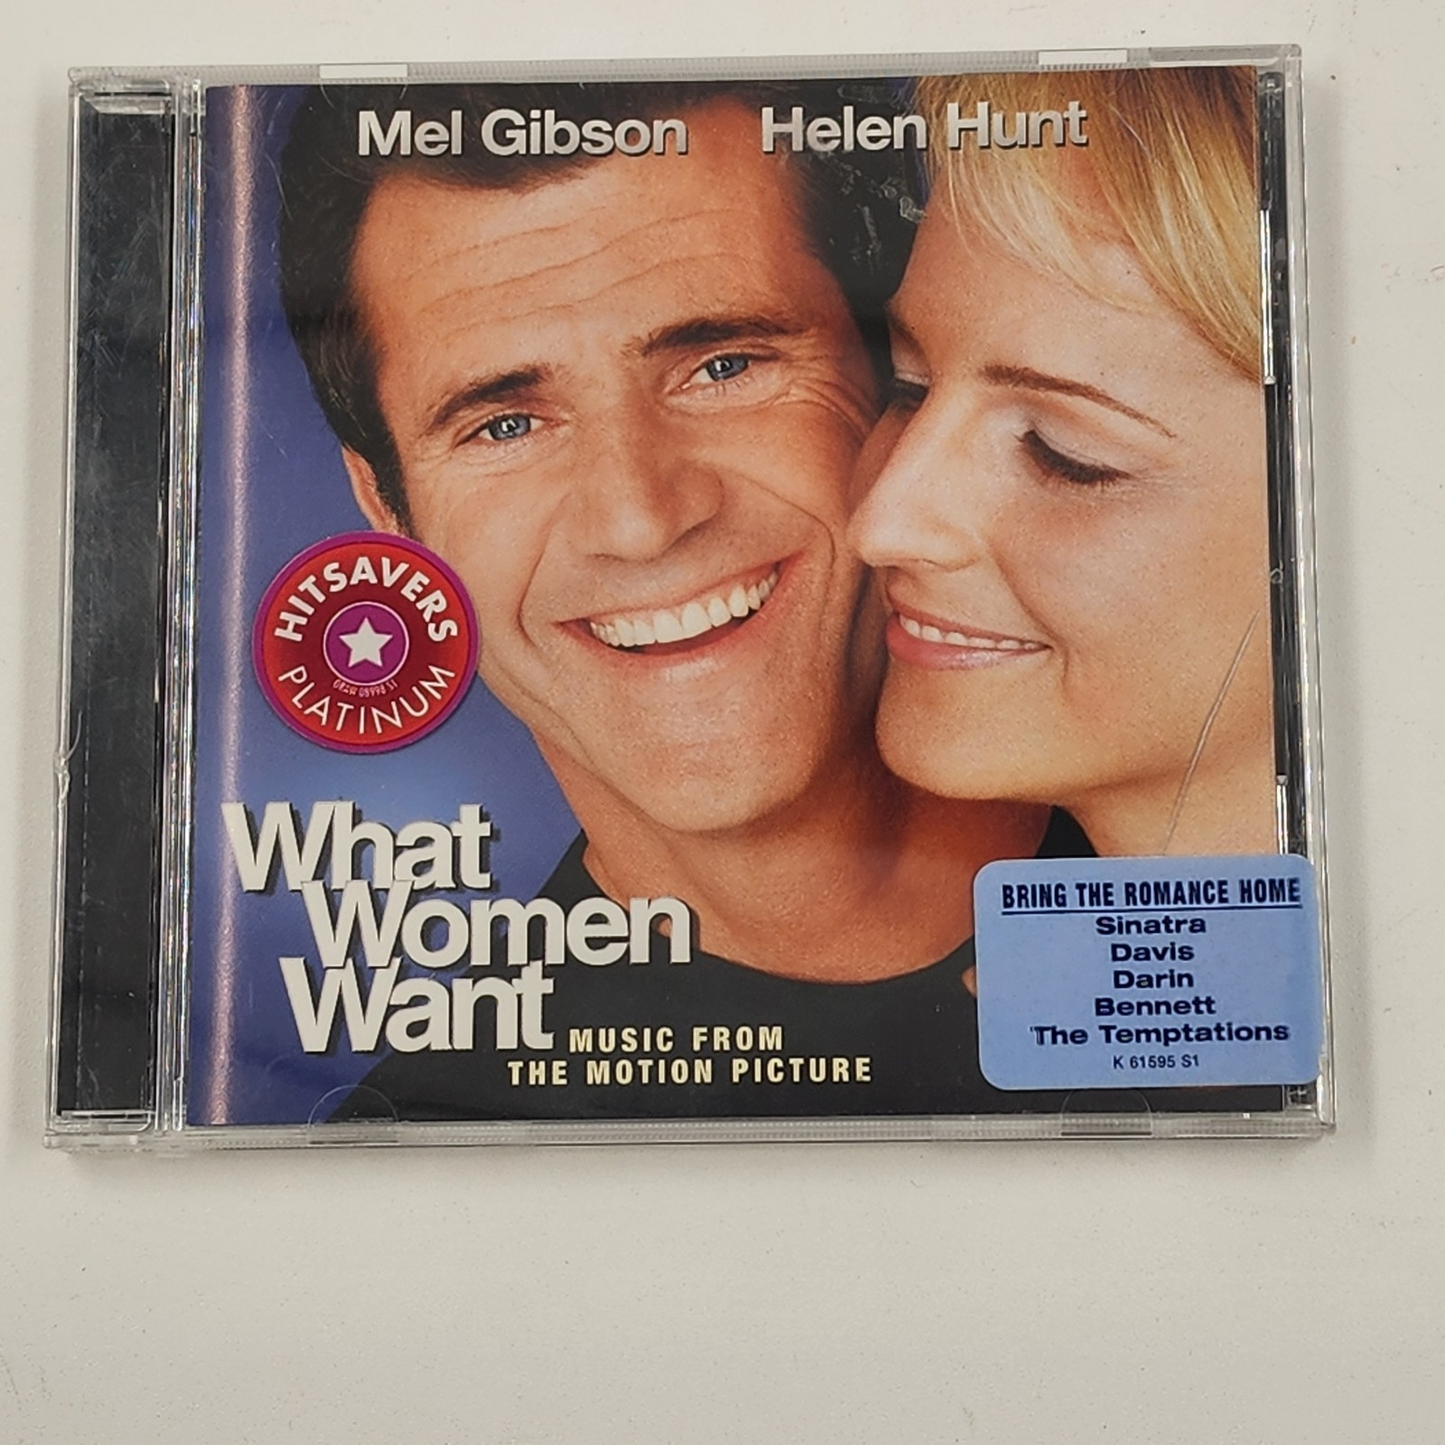 Mel Gibson Helen Hunt
HITSAVERS
PLATINUM
What
Women
Want
MUSIC FROM
THE MOTION PICTURE
BRING THE ROMANCE HOME
Sinatra
Davis
Darin
Bennett
The Temptations
K 61595 S1